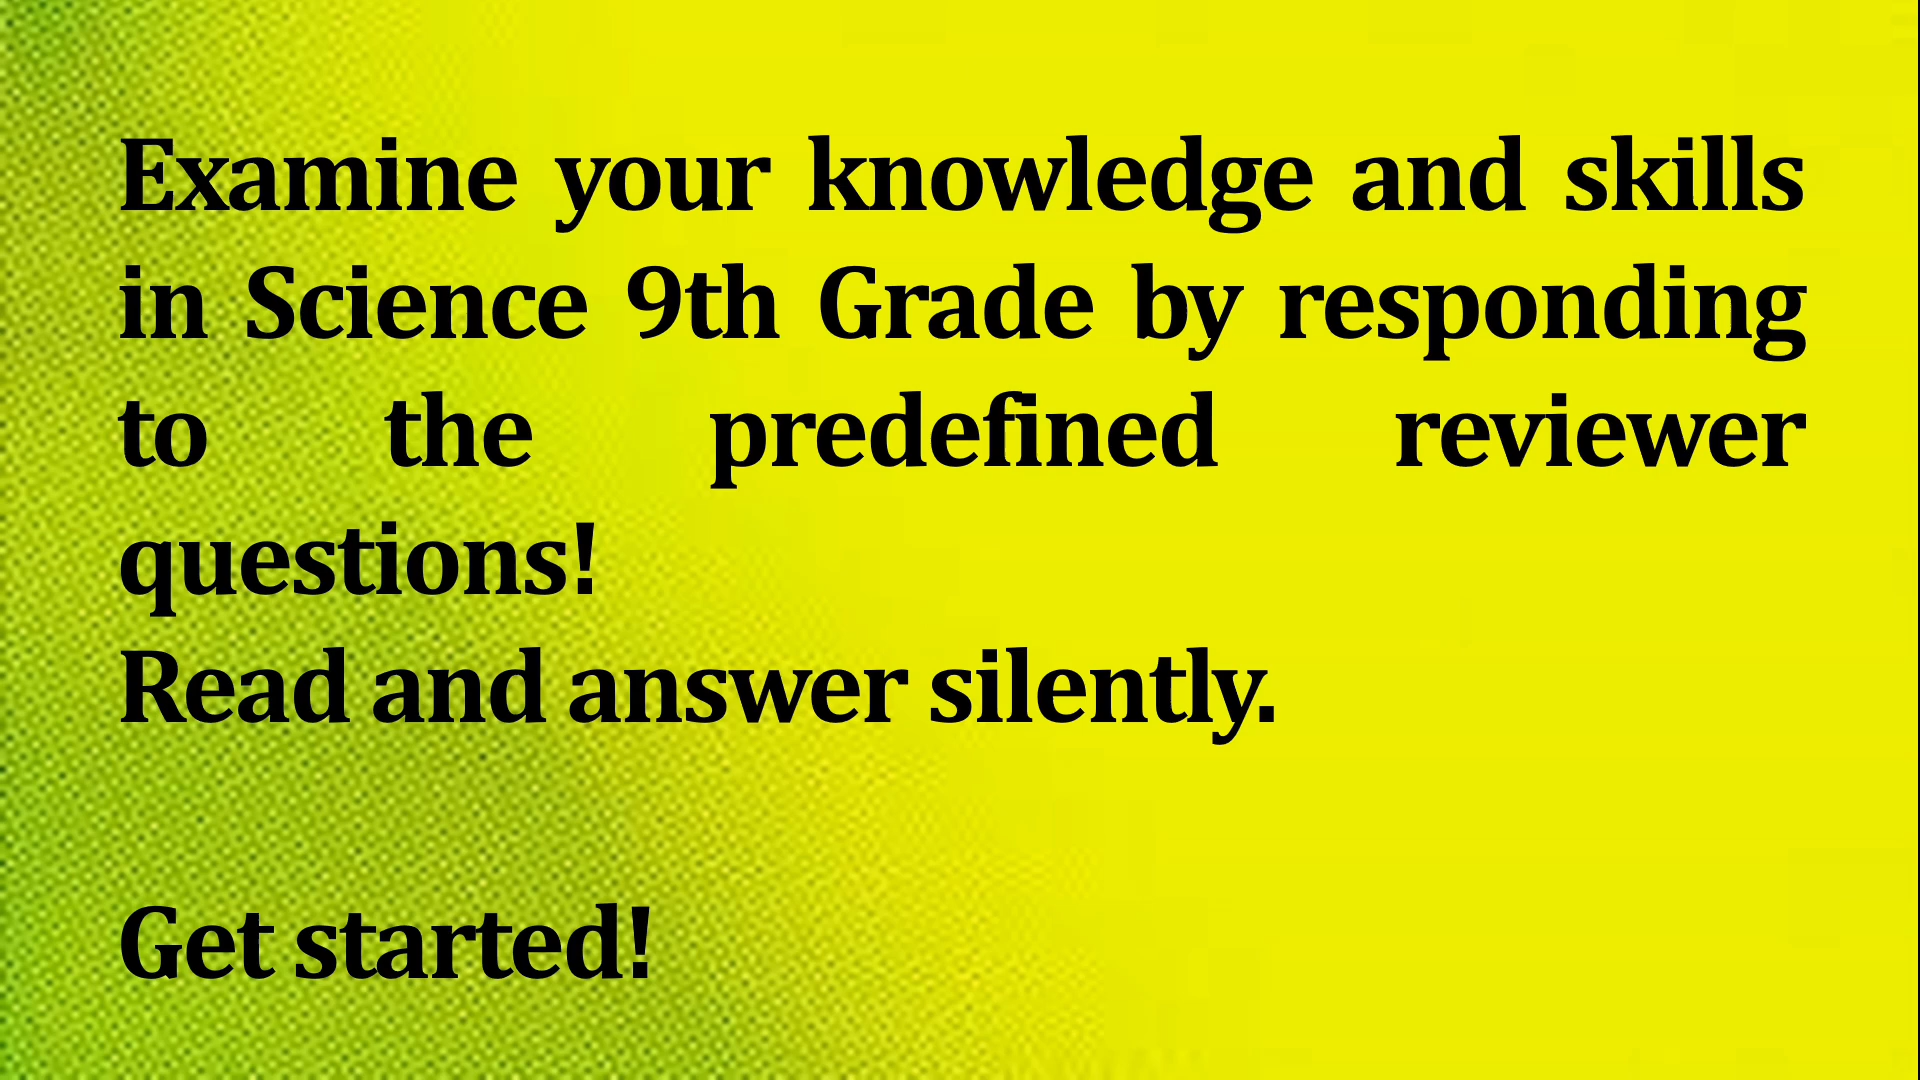 Examine your knowledge and skills
in Science 9th Grade by responding
to the predefined reviewer
questions!
Read and answer silently.
Get started!